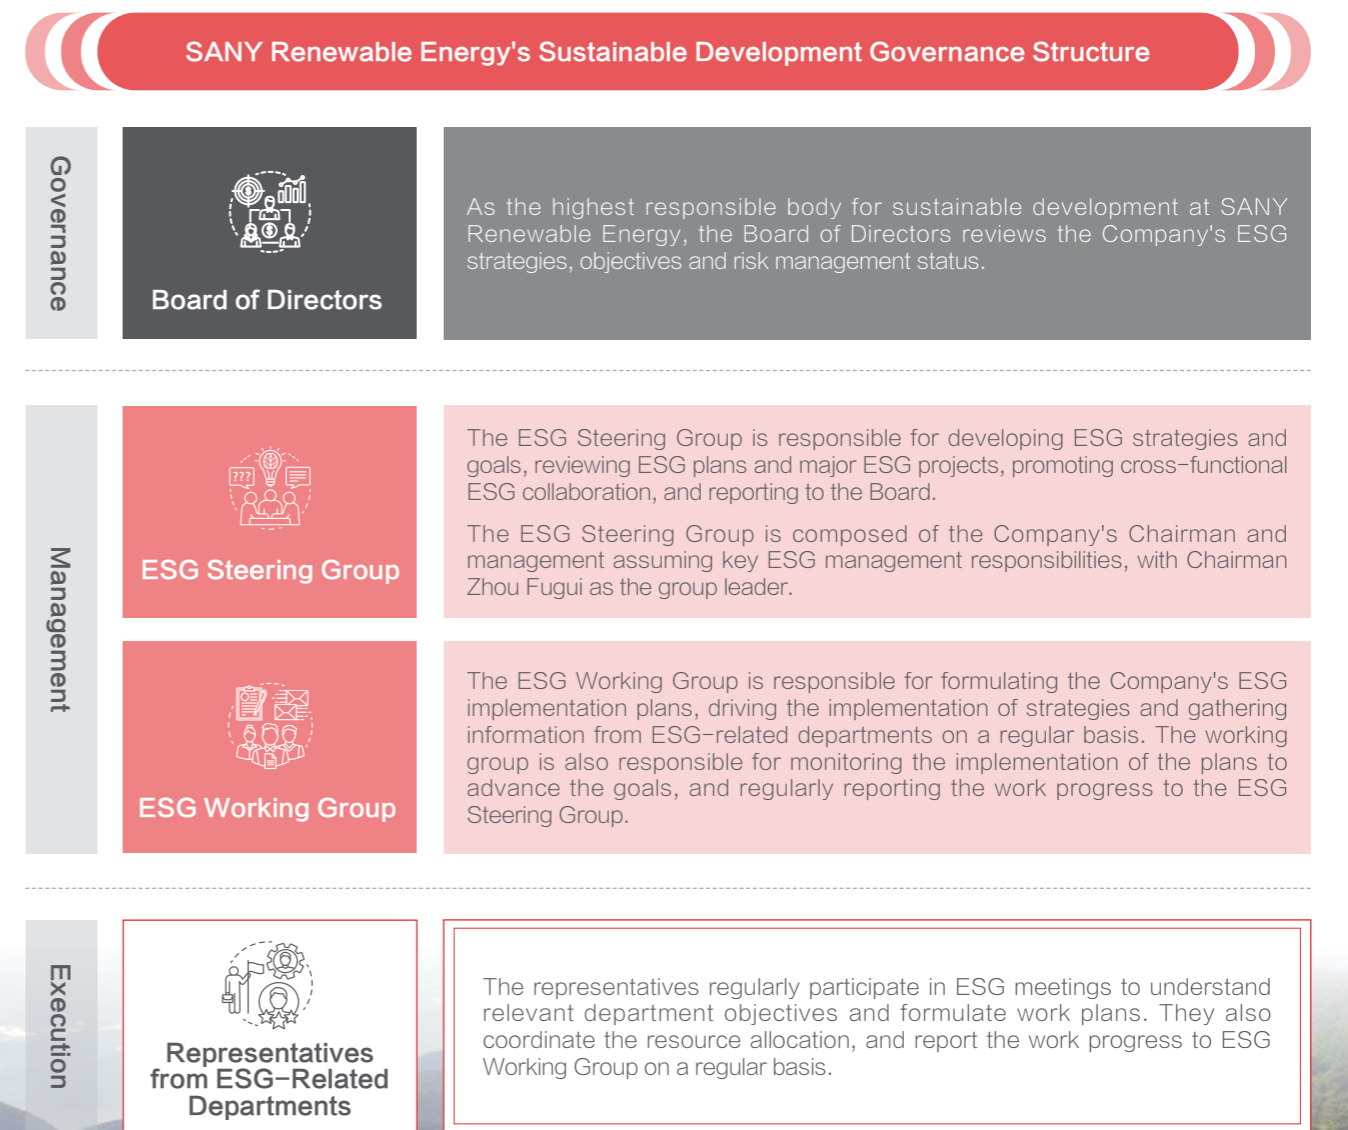 SANY Renewable Energy's Sustainable Development Governance Structure
Governance
Board of Directors
As the highest responsible body for sustainable development at SANY
Renewable Energy, the Board of Directors reviews the Company's ESG
strategies, objectives and risk management status.
Management
???
ESG Steering Group
The ESG Steering Group is responsible for developing ESG strategies and
goals, reviewing ESG plans and major ESG projects, promoting cross-functional
ESG collaboration, and reporting to the Board.
The ESG Steering Group is composed of the Company's Chairman and
management assuming key ESG management responsibilities, with Chairman
Zhou Fugui as the group leader.
ESG Working Group
The ESG Working Group is responsible for formulating the Company's ESG
implementation plans, driving the implementation of strategies and gathering
information from ESG-related departments on a regular basis. The working
group is also responsible for monitoring the implementation of the plans to
advance the goals, and regularly reporting the work progress to the ESG
Steering Group.
Execution
Representatives
from ESG-Related
Departments
The representatives regularly participate in ESG meetings to understand
relevant department objectives and formulate work plans. They also
coordinate the resource allocation, and report the work progress to ESG
Working Group on a regular basis.